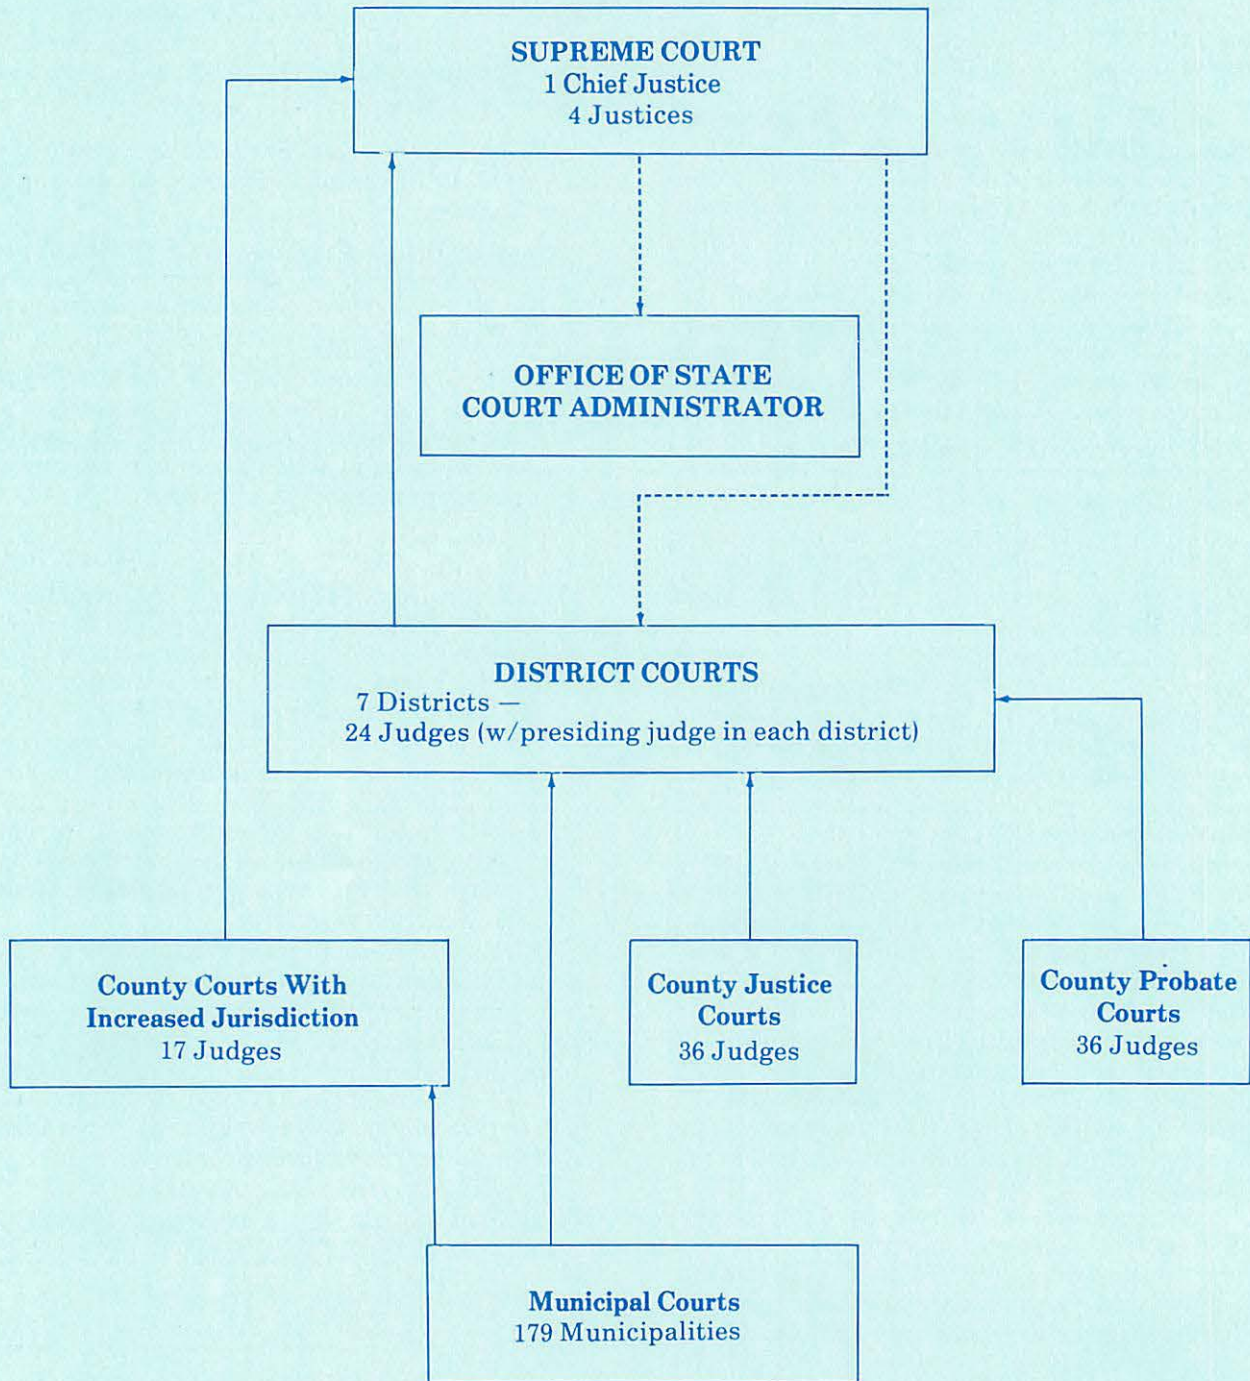 SUPREME COURT
1 Chief Justice
4 Justices
OFFICE OF STATE
COURT ADMINISTRATOR
DISTRICT COURTS
7 Districts —
24 Judges (w/presiding judge in each district)
County Courts With
Increased Jurisdiction
17 Judges
County Justice
Courts
36 Judges
County Probate
Courts
36 Judges
Municipal Courts
179 Municipalities